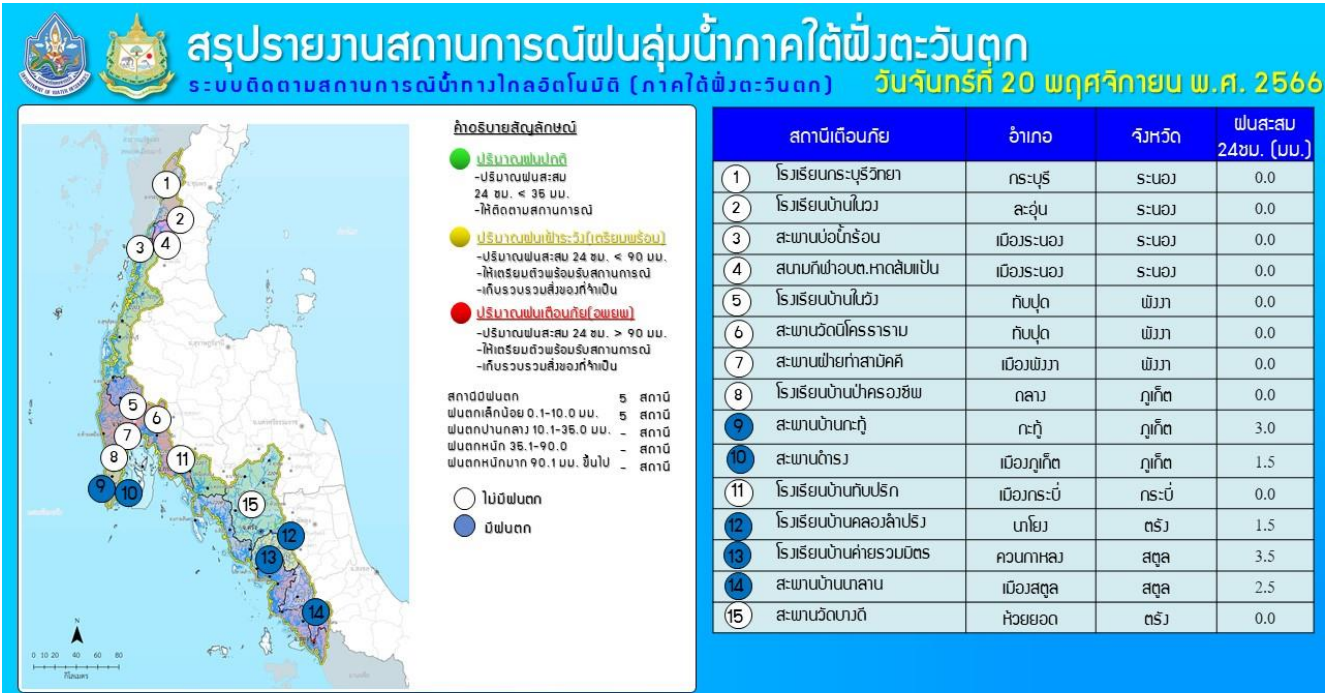 สรุปรายงานสถานการณ์ฝนลุ่มน้ำภาคใต้ฝั่งตะวันตก
ระบบติดตามสถานการณ์น้ำทางไกลอัตโนมัติ (ภาคใต้ฝั่งตะวันตก)
วันจันทร์ที่ 20 พฤศจิกายน พ.ศ. 2566
คำอธิบายสัญลักษณ์
ปริมาณฝนปกติ
-ปริมาณฝนสะสม
24 ชม. < 35 มม.
-ให้ติดตามสถานการณ์
ปริมาณฝนเฝ้าระวัง(เตรียมพร้อม)
-ปริมาณฝนสะสม 24 ชม. < 90 มม.
-ให้เตรียมตัวพร้อมรับสถานการณ์
-เก็บรวบรวมสิ่งของที่จำเป็น
ปริมาณฝนเตือนภัย(อพยพ)
-ปริมาณฝนสะสม 24 ชม. > 90 มม.
-ให้เตรียมตัวพร้อมรับสถานการณ์
-เก็บรวบรวมสิ่งของที่จำเป็น
สถานีมีฝนตก 5 สถานี
ฝนตกเล็กน้อย 0.1-10.0 มม. 5 สถานี
ฝนตกปานกลาง 10.1-35.0 มม. - สถานี
ฝนตกหนัก 35.1-90.0 - สถานี
ฝนตกหนักมาก 90.1 มม. ขึ้นไป - สถานี
ไม่มีฝนตก
มีฝนตก
1
2
3 4
5
6
7
8
11
9 10
15
12
13
14
N
0 10 20 40 60 80
กิโลเมตร
สถานีเตือนภัย อำเภอ จังหวัด ฝนสะสม
24ชม. (มม.)
1 โรงเรียนกระบุรีวิทยา กระบุรี ระนอง 0.0
2 โรงเรียนบ้านในวง ละอุ่น ระนอง 0.0
3 สะพานบ่อน้ำร้อน เมืองระนอง ระนอง 0.0
4 สนามกีฬาอบต.หาดส้มแป้น เมืองระนอง ระนอง 0.0
5 โรงเรียนบ้านในวัง ทับปุด พังงา 0.0
6 สะพานวัดนิโครธาราม ทับปุด พังงา 0.0
7 สะพานฝ่ายท่าสามัคคี เมืองพังงา พังงา 0.0
8 โรงเรียนบ้านป่าครองชีพ ถลาง ภูเก็ต 0.0
9 สะพานบ้านกะทู้ กะทู้ ภูเก็ต 3.0
10 สะพานดำรง เมืองภูเก็ต ภูเก็ต 1.5
11 โรงเรียนบ้านทับปริก เมืองกระบี่ กระบี่ 0.0
12 โรงเรียนบ้านคลองลำปริง นาโยง ตรัง 1.5
13 โรงเรียนบ้านค่ายรวมมิตร ควนกาหลง สตูล 3.5
14 สะพานบ้านนาลาน เมืองสตูล สตูล 2.5
15 สะพานวัดบางดี ห้วยยอด ตรัง 0.0